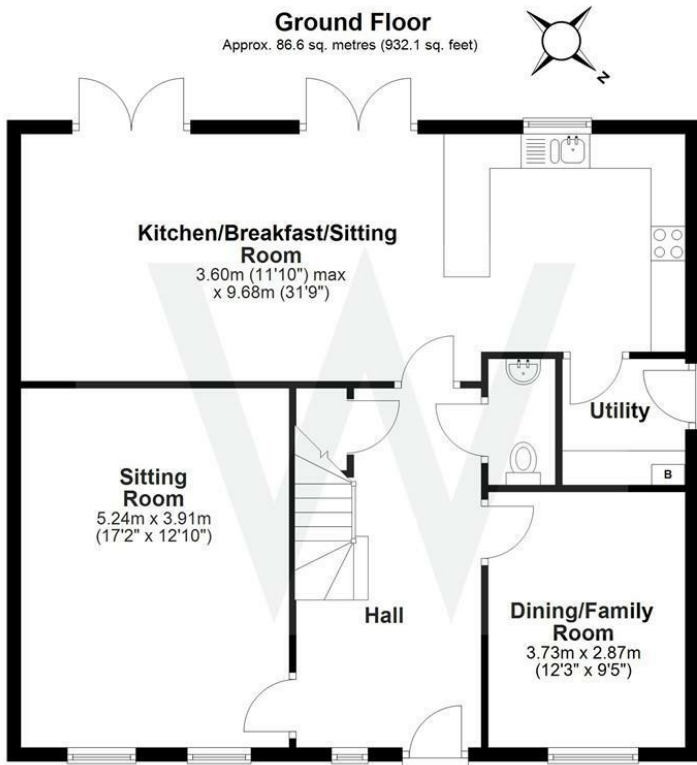 Ground Floor
Approx. 86.6 sq. metres (932.1 sq. feet)
N
Kitchen/Breakfast/Sitting
Room
3.60m (11'10") max
x 9.68m (31'9")
Utility
B
Sitting
Room
5.24m x 3.91m
(17'2" x 12'10")
Hall
Dining/Family
Room
3.73m x 2.87m
(12'3" x 9'5")
W